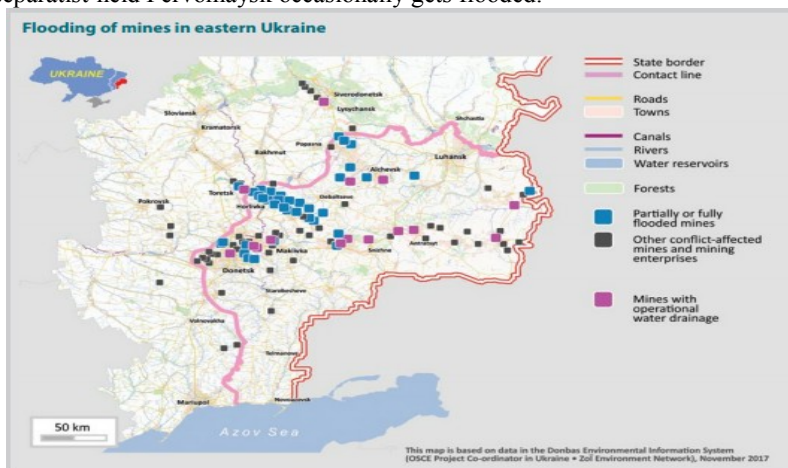 separatist-held Pervomaysk occasionally gets flooded.
Flooding of mines in eastern Ukraine
UKRAINE
Siverodonetsk
Lysychansk
Sloviansk
Kramatorsk
Shchastia
Popasna
Bakhmut
Luhansk
Alchevsk
Toretsk
Debaltseve
Pokrovsk
Horlivka
Makiivka
Snizhne
Antratsyt
Donetsk
Starobesheve
Volnovakha
Telmanove
Mariupol
Novoazovsk
Azov Sea
50 km
State border
Contact line
Roads
Towns
Canals
Rivers
Water reservoirs
Forests
Partially or fully
flooded mines
Other conflict-affected
mines and mining
enterprises
Mines with
operational
water drainage
This map is based on data in the Donbas Environmental Information System
(OSCE Project Co-ordinator in Ukraine • Zoï Environment Network), November 2017